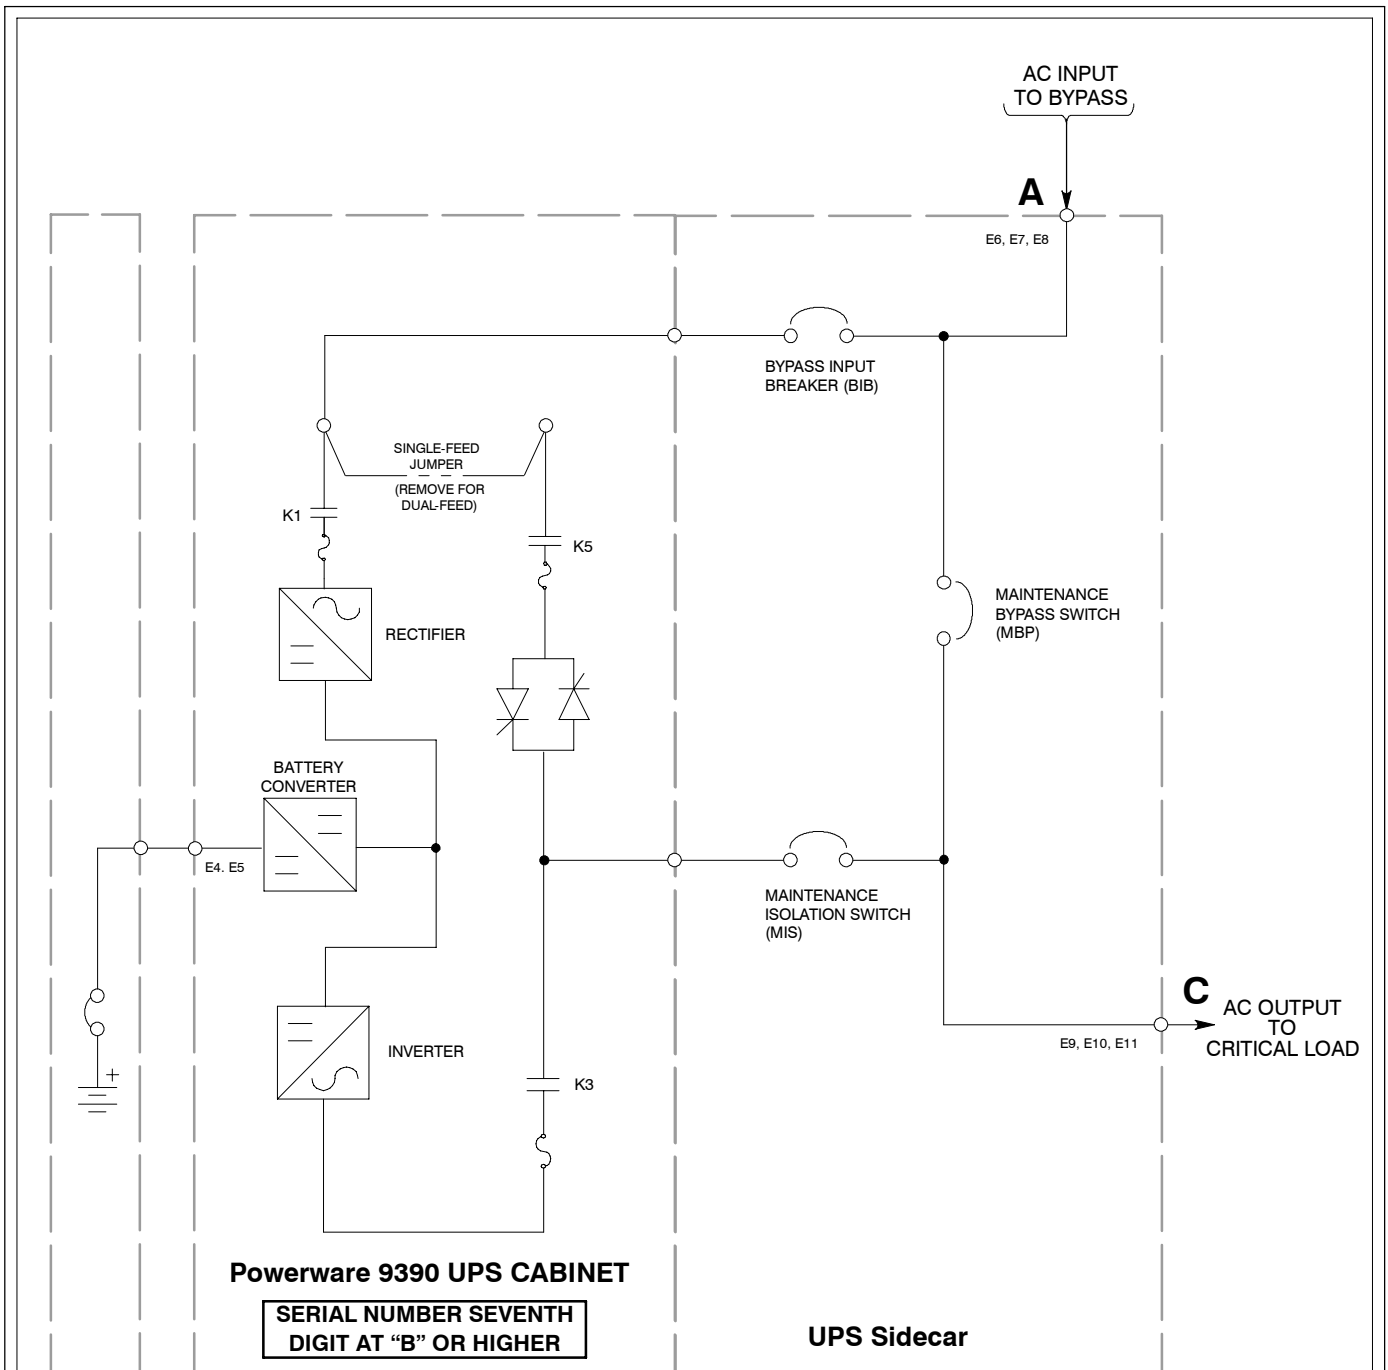 AC INPUT
TO BYPASS
A
E6, E7, E8
BYPASS INPUT
BREAKER (BIB)
SINGLE-FEED
JUMPER
(REMOVE FOR
DUAL-FEED)
K1
K5
MAINTENANCE
BYPASS SWITCH
(MBP)
RECTIFIER
BATTERY
CONVERTER
E4. E5
MAINTENANCE
ISOLATION SWITCH
(MIS)
C
AC OUTPUT
TO
CRITICAL LOAD
E9, E10, E11
INVERTER
+
K3
Powerware 9390 UPS CABINET
SERIAL NUMBER SEVENTH
DIGIT AT “B” OR HIGHER
UPS Sidecar